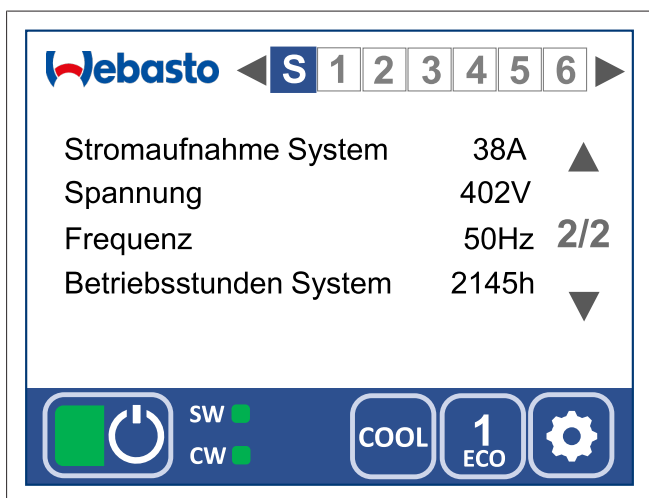 Webasto S 1 2 3 4 5 6
Stromaufnahme System 38A
Spannung 402V
Frequenz 50Hz 2/2
Betriebsstunden System 2145h
SW
CW
COOL
1
ECO